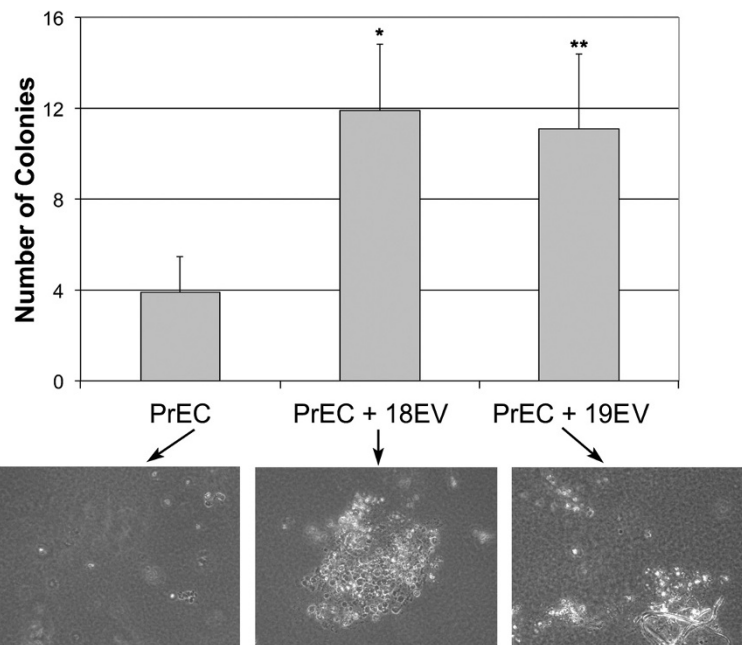 16
*
**
12
8
4
0
Number of Colonies
PrEC
PrEC + 18EV
PrEC + 19EV